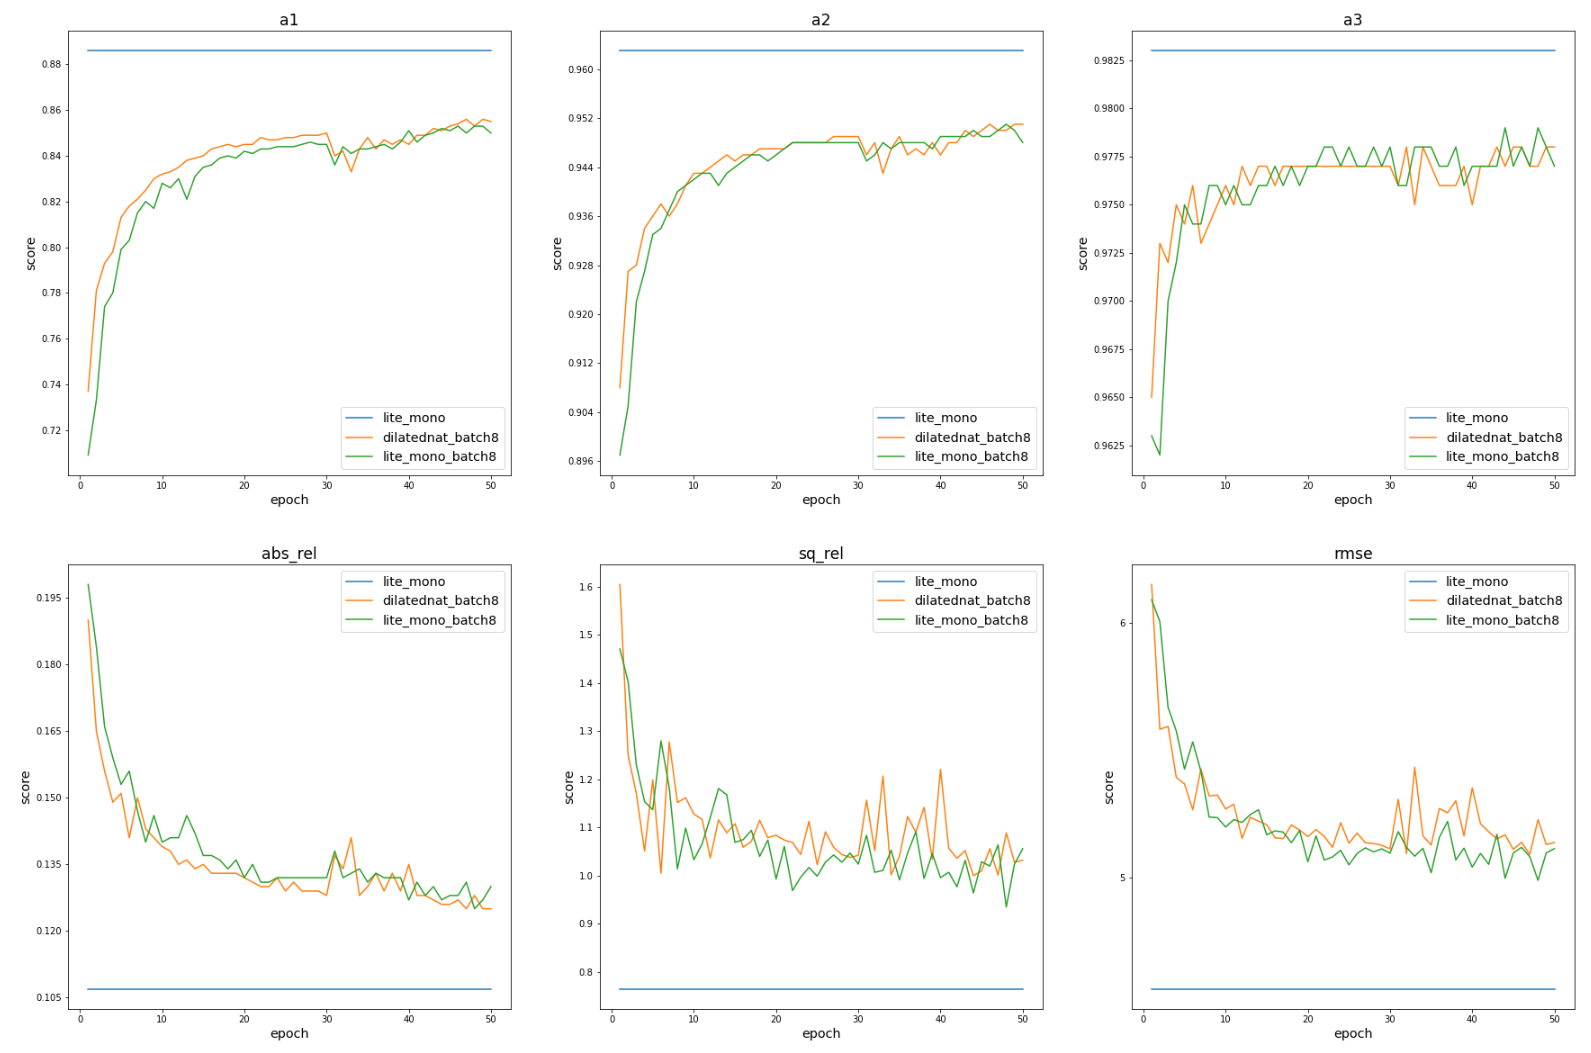 a1
score
0.88
0.86
0.84
0.82
0.80
0.78
0.76
0.74
0.72
lite_mono
dilatednat_batch8
lite_mono_batch8
0 10 20 30 40 50
epoch
a2
score
0.960
0.952
0.944
0.936
0.928
0.920
0.912
0.904
0.896
lite_mono
dilatednat_batch8
lite_mono_batch8
0 10 20 30 40 50
epoch
a3
score
0.9825
0.9800
0.9775
0.9750
0.9725
0.9700
0.9675
0.9650
0.9625
lite_mono
dilatednat_batch8
lite_mono_batch8
0 10 20 30 40 50
epoch
abs_rel
score
0.195
0.180
0.165
0.150
0.135
0.120
0.105
lite_mono
dilatednat_batch8
lite_mono_batch8
0 10 20 30 40 50
epoch
sq_rel
score
1.6
1.5
1.4
1.3
1.2
1.1
1.0
0.9
0.8
lite_mono
dilatednat_batch8
lite_mono_batch8
0 10 20 30 40 50
epoch
rmse
score
6
5
lite_mono
dilatednat_batch8
lite_mono_batch8
0 10 20 30 40 50
epoch